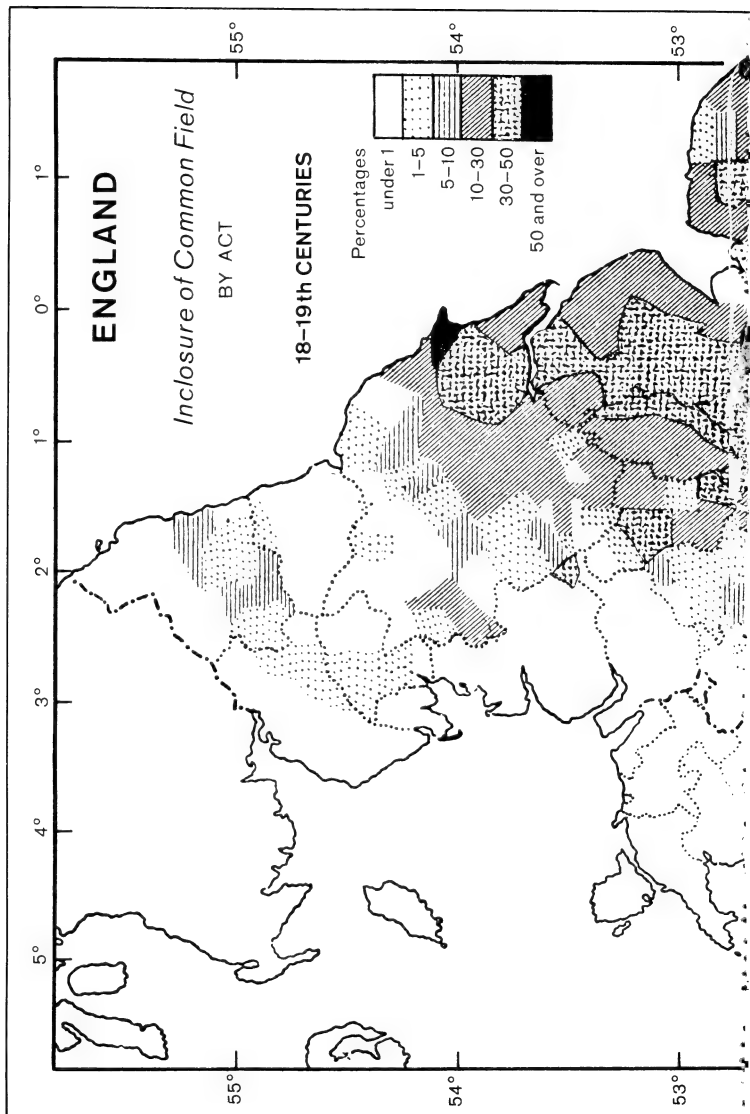 ENGLAND
Inclosure of Common Field
BY ACT
18–19th CENTURIES
Percentages
under 1
1–5
5–10
10–30
30–50
50 and over
5°
4°
3°
2°
1°
0°
1°
55°
55°
54°
54°
53°
53°